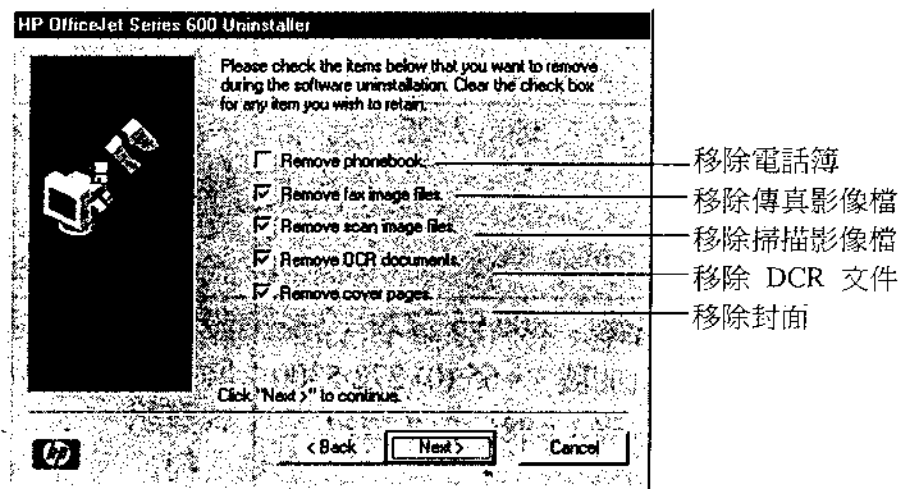 HP OfficeJet Series 600 Uninstaller
Please check the items below that you want to remove
during the software uninstallation. Clear the check box
for any item you wish to retain.
Remove phonebook.
移除電話簿
Remove fax image files.
移除傳真影像檔
Remove scan image files.
移除掃描影像檔
Remove OCR documents.
移除 DCR 文件
Remove cover pages.
移除封面
Click "Next >" to continue.
hp
< Back
Next >
Cancel